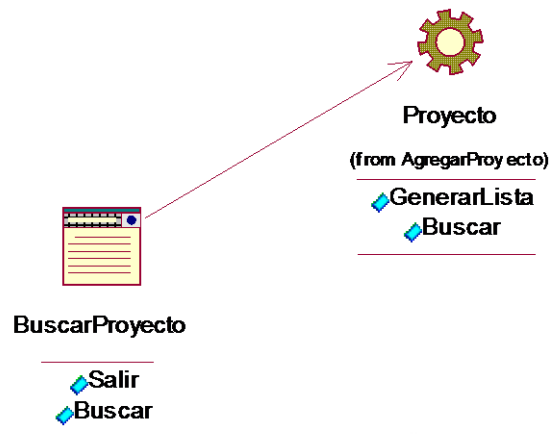 Proyecto
(from AgregarProyecto)
GenerarLista
Buscar
BuscarProyecto
Salir
Buscar